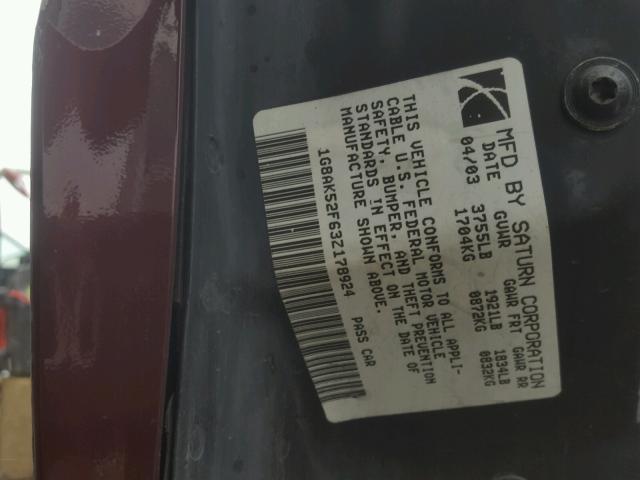 MFD BY SATURN CORPORATION
DATE GVWR GAWR FRT GAWR RR
04/03 3755LB 1921LB 1834LB
1704KG 0872KG 0832KG
THIS VEHICLE CONFORMS TO ALL APPLI-
CABLE U.S. FEDERAL MOTOR VEHICLE
SAFETY, BUMPER, AND THEFT PREVENTION
STANDARDS IN EFFECT ON THE DATE OF
MANUFACTURE SHOWN ABOVE.
1G8AK52F63Z178924 PASS CAR